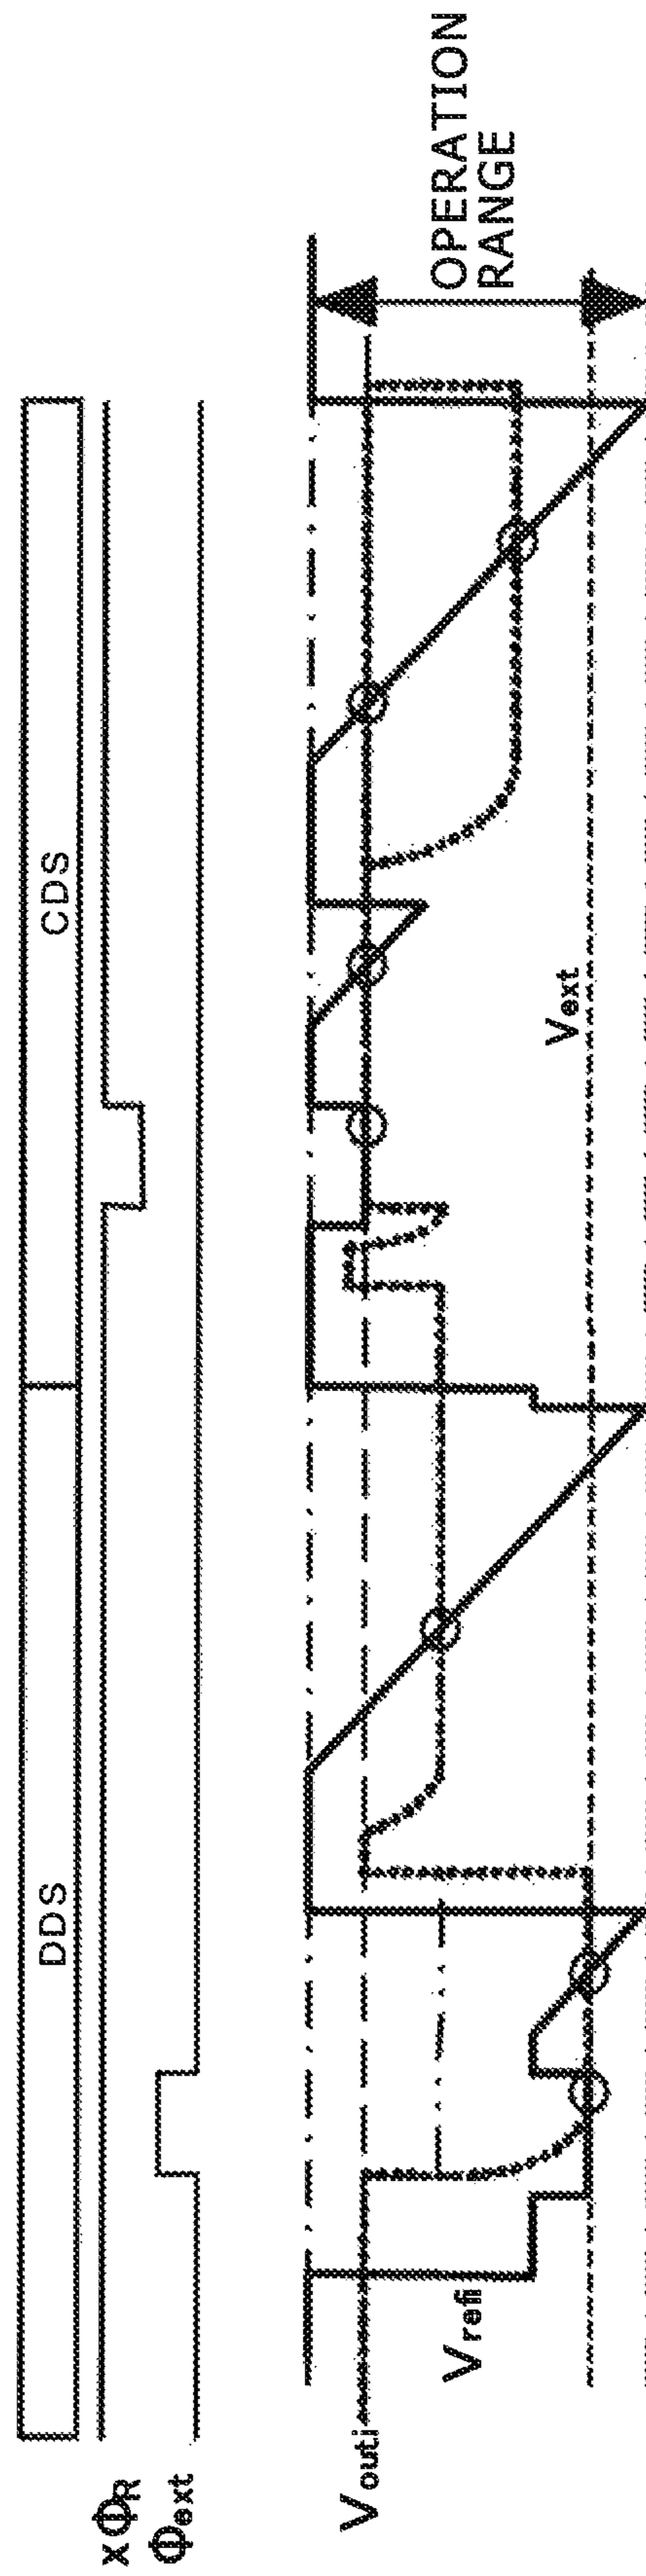 DDS
CDS
xΦR
Φext
Vouti
Vrefi
Vext
OPERATION
RANGE